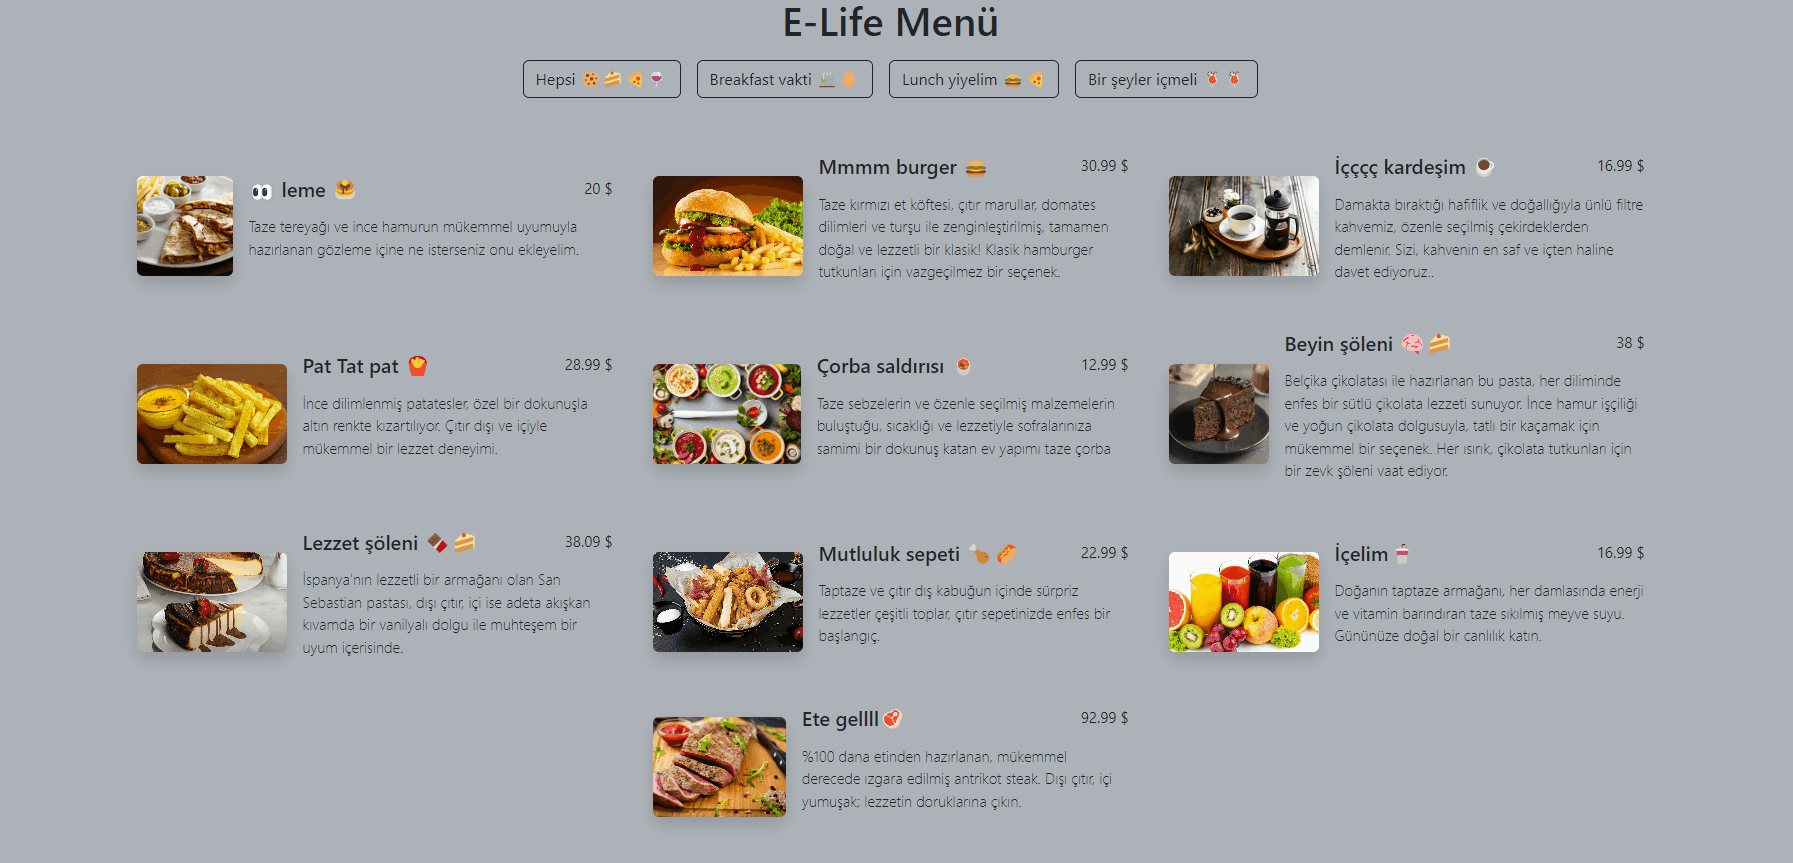 E-Life Menü
Hepsi 🍪🍰🍕🍷
Breakfast vakti 🍳🥚
Lunch yiyelim 🍔🍕
Bir şeyler içmeli 🍹🍹
👀 leme 🥞
20 $
Taze tereyağı ve ince hamurun mükemmel uyumuyla
hazırlanan gözleme içine ne isterseniz onu ekleyelim.
Mmmm burger 🍔
30.99 $
Taze kırmızı et köftesi, çıtır marullar, domates
dilimleri ve turşu ile zenginleştirilmiş, tamamen
doğal ve lezzetli bir klasik! Klasik hamburger
tutkunları için vazgeçilmez bir seçenek.
İçççç kardeşim ☕
16.99 $
Damakta bıraktığı hafiflik ve doğallığıyla ünlü filtre
kahvemiz, özenle seçilmiş çekirdeklerden
demlenir. Sizi, kahvenin en saf ve içten haline
davet ediyoruz..
Pat Tat pat 🍟
28.99 $
İnce dilimlenmiş patatesler, özel bir dokunuşla
altın renkte kızartılıyor. Çıtır dışı ve içiyle
mükemmel bir lezzet deneyimi.
Çorba saldırısı 🍵
12.99 $
Taze sebzelerin ve özenle seçilmiş malzemelerin
buluştuğu, sıcaklığı ve lezzetiyle sofralarınıza
samimi bir dokunuş katan ev yapımı taze çorba
Beyin şöleni 🧠🍰
38 $
Belçika çikolatası ile hazırlanan bu pasta, her diliminde
enfes bir sütlü çikolata lezzeti sunuyor. İnce hamur işçiliği
ve yoğun çikolata dolgusuyla, tatlı bir kaçamak için
mükemmel bir seçenek. Her ısırık, çikolata tutkunları için
bir zevk şöleni vaat ediyor.
Lezzet şöleni 🍫🍰
38.09 $
İspanya'nın lezzetli bir armağanı olan San
Sebastian pastası, dışı çıtır, içi ise adeta akışkan
kıvamda bir vanilyalı dolgu ile muhteşem bir
uyum içerisinde.
Mutluluk sepeti 🍗🌭
22.99 $
Taptaze ve çıtır dış kabuğun içinde sürpriz
lezzetler çeşitli toplar, çıtır sepetinizde enfes bir
başlangıç.
İçelim🥤
16.99 $
Doğanın taptaze armağanı, her damlasında enerji
ve vitamin barındıran taze sıkılmış meyve suyu.
Gününüze doğal bir canlılık katın.
Ete gellll🥩
92.99 $
%100 dana etinden hazırlanan, mükemmel
derecede ızgara edilmiş antrikot steak. Dışı çıtır, içi
yumuşak; lezzetin doruklarına çıkın.